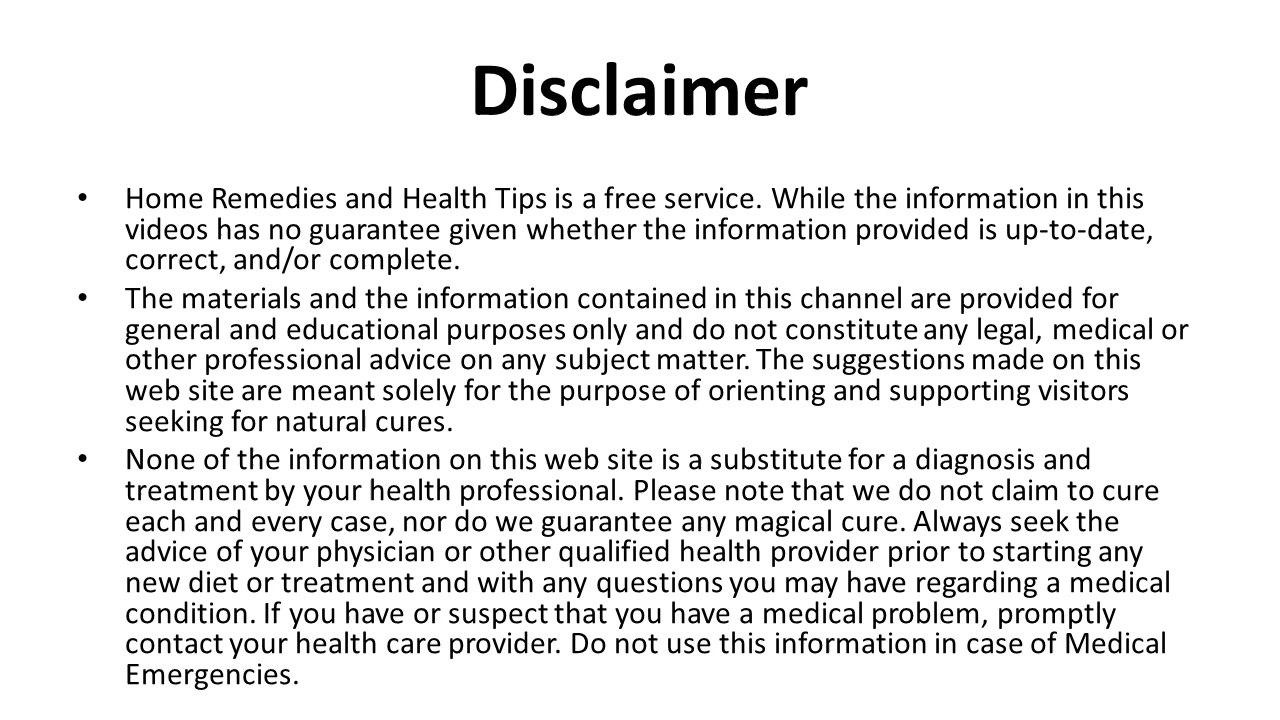 Disclaimer
• Home Remedies and Health Tips is a free service. While the information in this
videos has no guarantee given whether the information provided is up-to-date,
correct, and/or complete.
• The materials and the information contained in this channel are provided for
general and educational purposes only and do not constitute any legal, medical or
other professional advice on any subject matter. The suggestions made on this
web site are meant solely for the purpose of orienting and supporting visitors
seeking for natural cures.
• None of the information on this web site is a substitute for a diagnosis and
treatment by your health professional. Please note that we do not claim to cure
each and every case, nor do we guarantee any magical cure. Always seek the
advice of your physician or other qualified health provider prior to starting any
new diet or treatment and with any questions you may have regarding a medical
condition. If you have or suspect that you have a medical problem, promptly
contact your health care provider. Do not use this information in case of Medical
Emergencies.